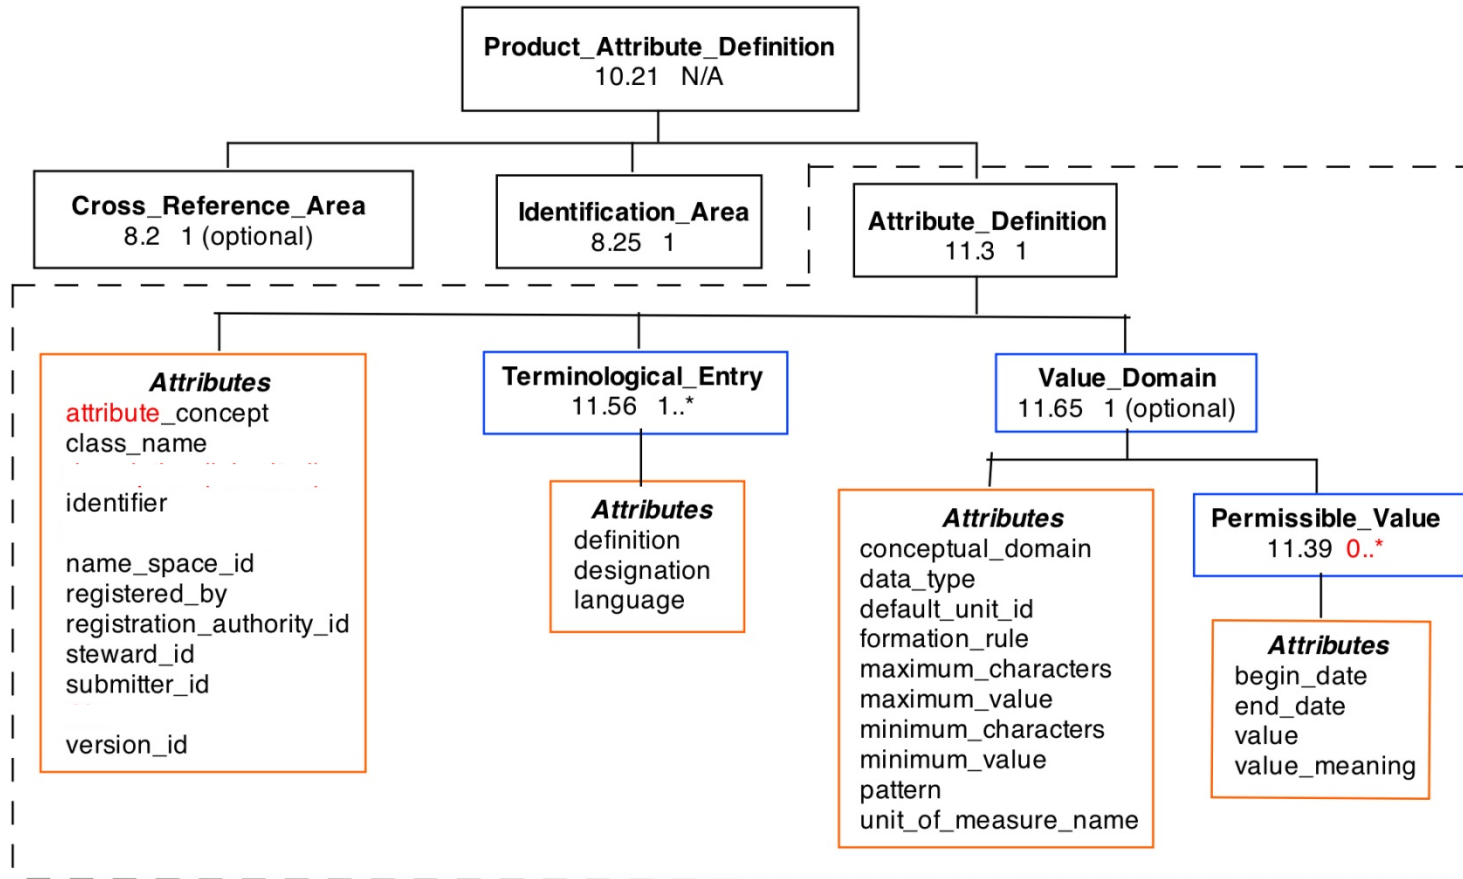 Product_Attribute_Definition
10.21 N/A
Cross_Reference_Area
8.2 1 (optional)
Identification_Area
8.25 1
Attribute_Definition
11.3 1
Attributes
attribute_concept
class_name
identifier
name_space_id
registered_by
registration_authority_id
steward_id
submitter_id
version_id
Terminological_Entry
11.56 1..*
Attributes
definition
designation
language
Value_Domain
11.65 1 (optional)
Attributes
conceptual_domain
data_type
default_unit_id
formation_rule
maximum_characters
maximum_value
minimum_characters
minimum_value
pattern
unit_of_measure_name
Permissible_Value
11.39 0..*
Attributes
begin_date
end_date
value
value_meaning